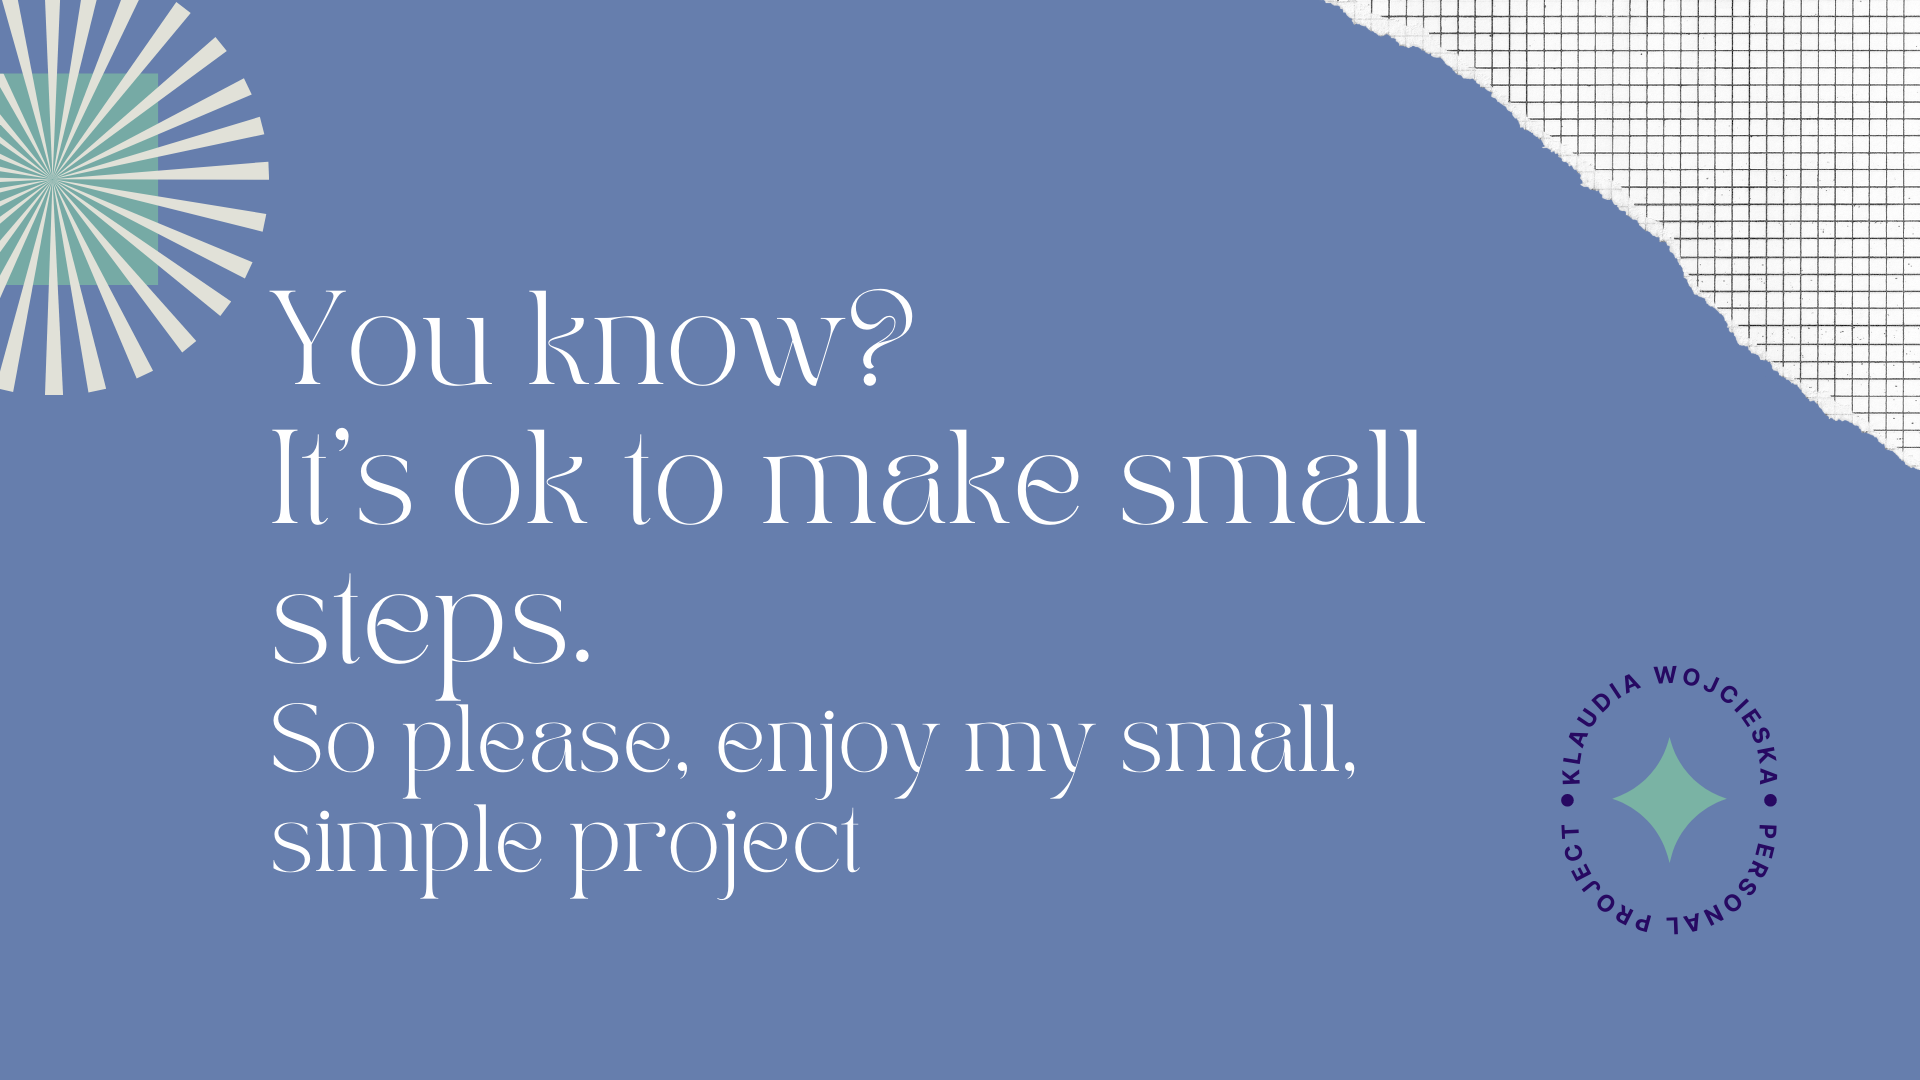 You know?
It’s ok to make small
steps.
So please, enjoy my small,
simple project
KLAUDIA WOJCIESKA • PERSONAL PROJECT •